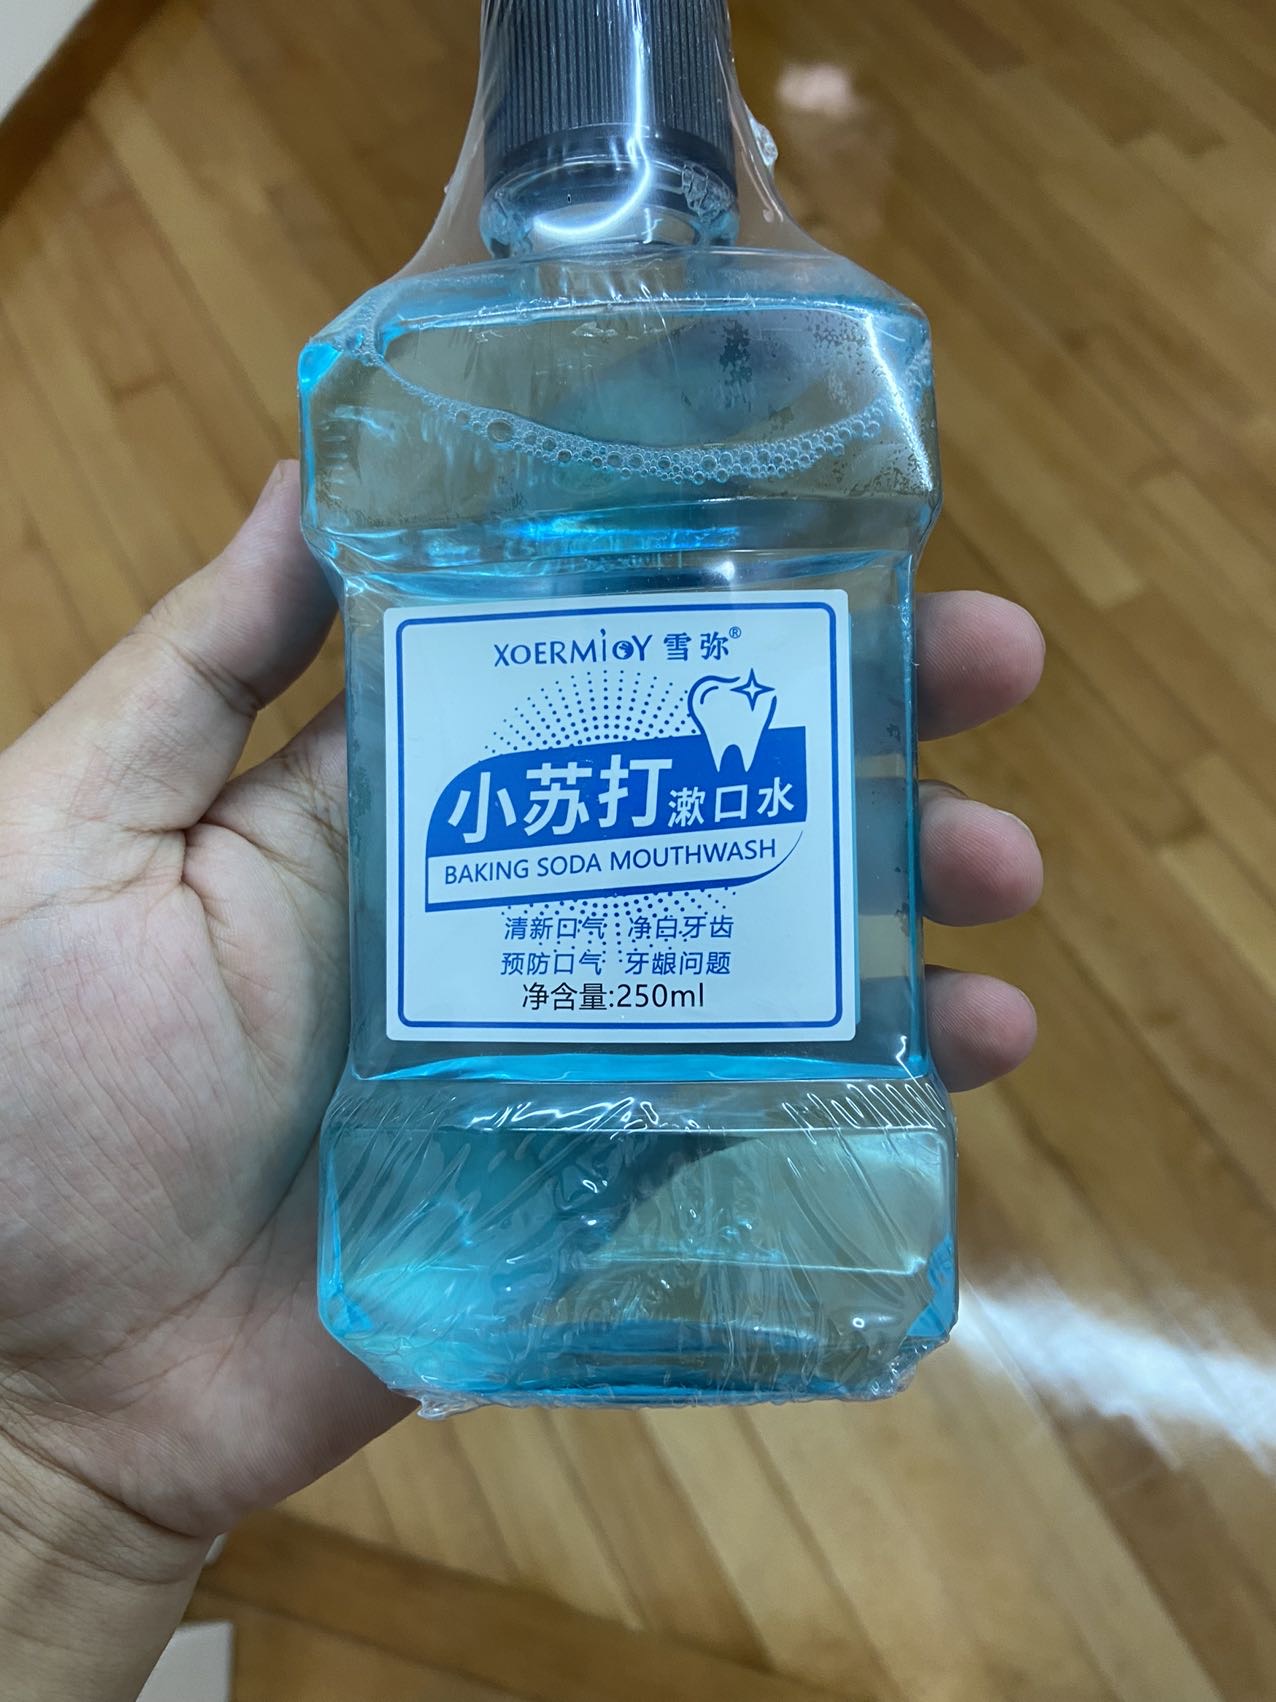 XOERMiOY 雪弥®
小苏打漱口水
BAKING SODA MOUTHWASH
清新口气 净白牙齿
预防口气 牙龈问题
净含量:250ml